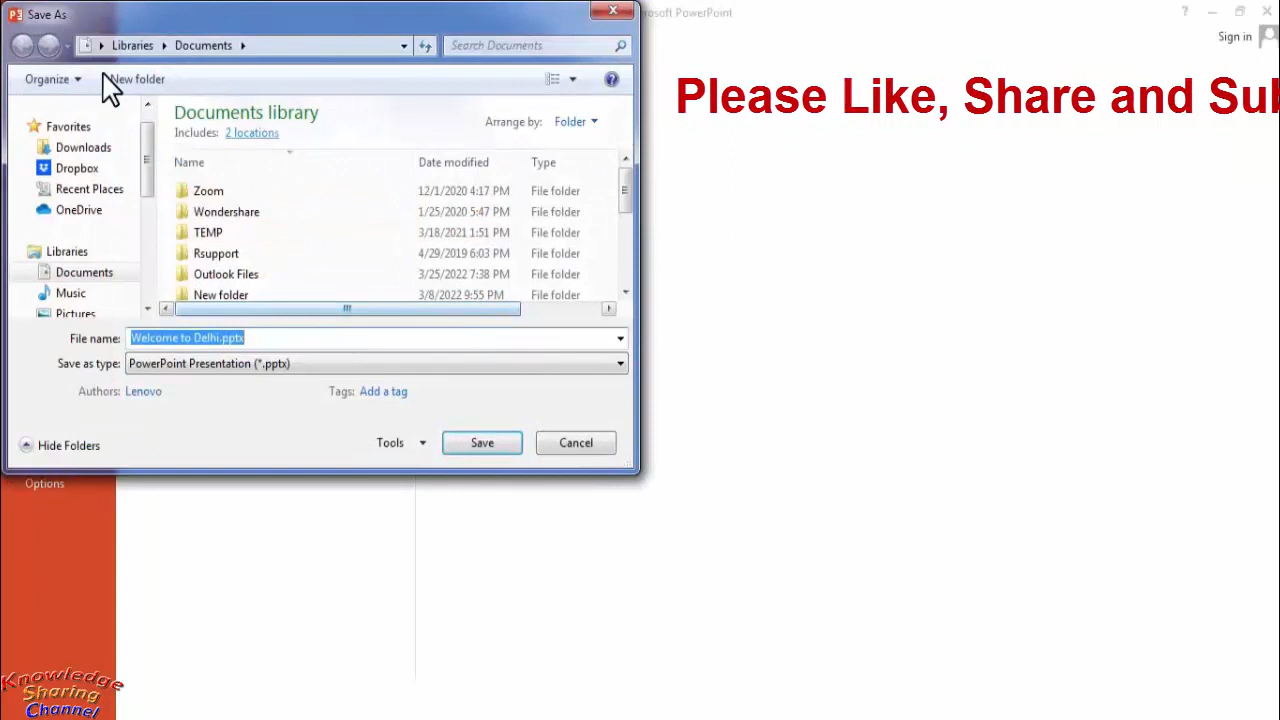 Save As
osoft PowerPoint
Sign in
Libraries
Documents
Search Documents
Organize
New folder
Please Like, Share and Sub
Favorites
Downloads
Dropbox
Recent Places
OneDrive
Libraries
Documents
Music
Pictures
Documents library
Includes: 2 locations
Arrange by: Folder
Name Date modified Type
Zoom 12/1/2020 4:17 PM File folder
Wondershare 1/25/2020 5:47 PM File folder
TEMP 3/18/2021 1:51 PM File folder
Rsupport 4/29/2019 6:03 PM File folder
Outlook Files 3/25/2022 7:38 PM File folder
New folder 3/8/2022 9:55 PM File folder
File name: Welcome to Delhi.pptx
Save as type: PowerPoint Presentation (*.pptx)
Authors: Lenovo
Tags: Add a tag
Hide Folders
Tools
Save
Cancel
Options
Knowledge
Sharing
Channel